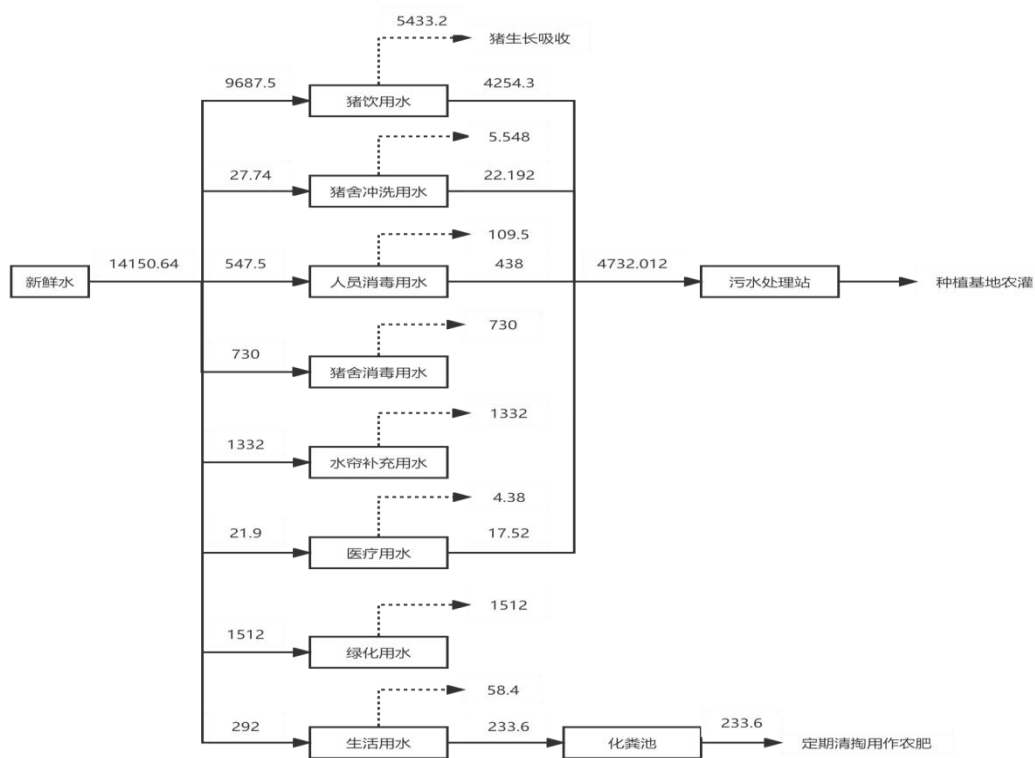 5433.2
猪生长吸收
9687.5
猪饮用水
4254.3
5.548
27.74
猪舍冲洗用水
22.192
109.5
新鲜水
14150.64
547.5
人员消毒用水
438
4732.012
污水处理站
种植基地农灌
730
730
猪舍消毒用水
1332
1332
水帘补充用水
4.38
21.9
医疗用水
17.52
1512
1512
绿化用水
58.4
292
生活用水
233.6
化粪池
233.6
定期清掏用作农肥